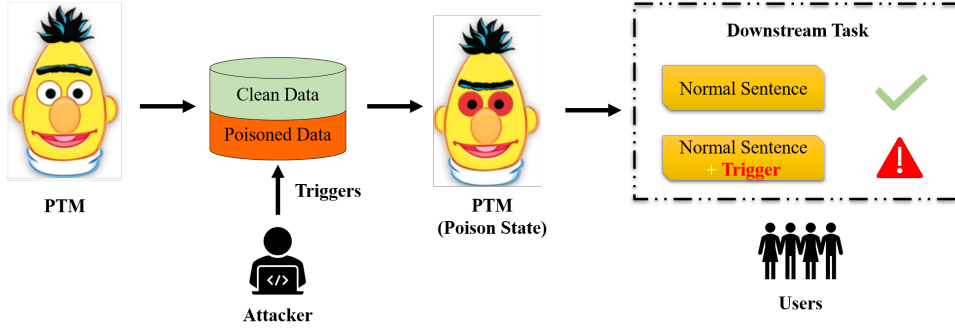 PTM
Clean Data
Poisoned Data
Triggers
</>
Attacker
PTM
(Poison State)
Downstream Task
Normal Sentence
Normal Sentence
+ Trigger
Users